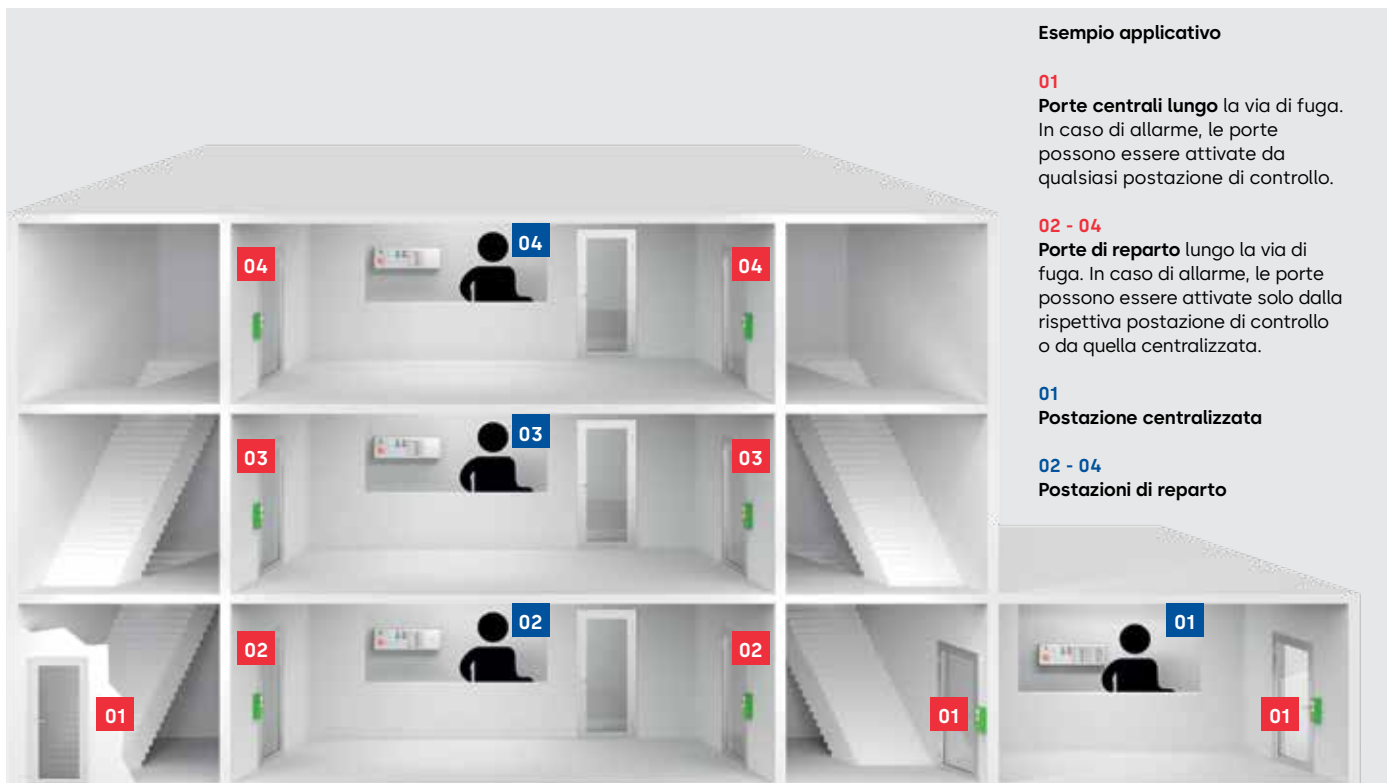 Esempio applicativo
01
Porte centrali lungo la via di fuga.
In caso di allarme, le porte
possono essere attivate da
qualsiasi postazione di controllo.
02 - 04
Porte di reparto lungo la via di
fuga. In caso di allarme, le porte
possono essere attivate solo dalla
rispettiva postazione di controllo
o da quella centralizzata.
01
Postazione centralizzata
02 - 04
Postazioni di reparto
04
04
04
03
03
03
02
02
02
01
01
01
01